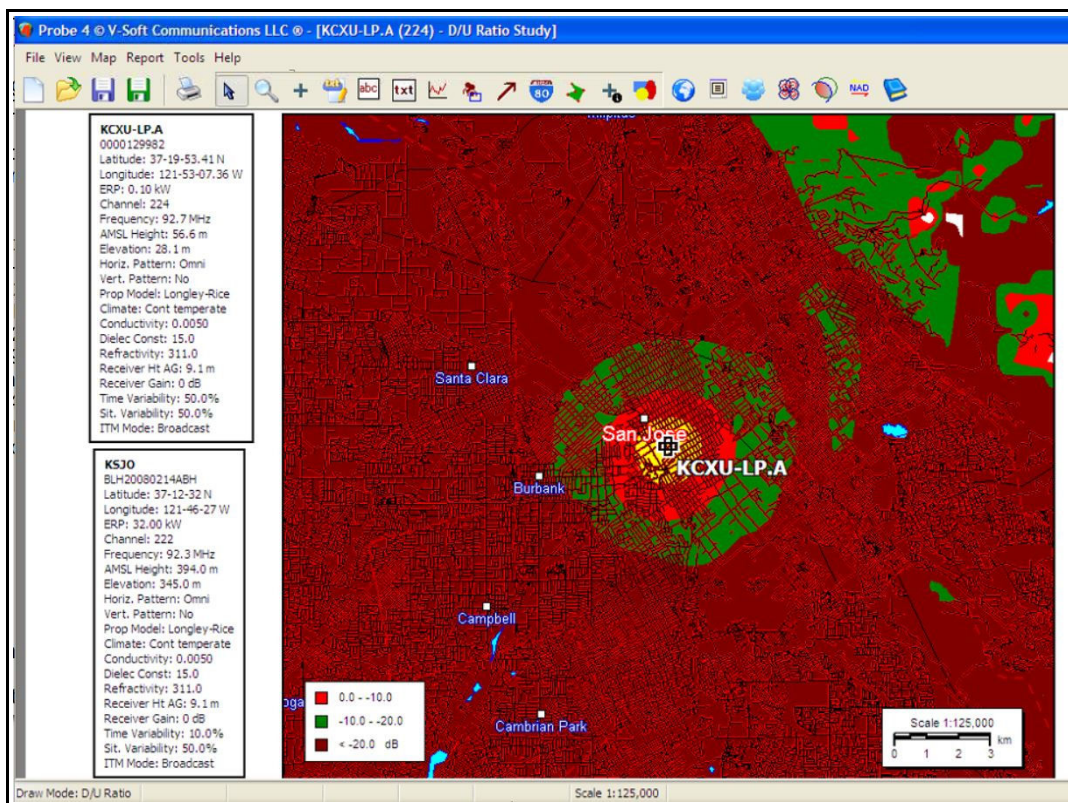 Probe 4 © V-Soft Communications LLC ® - [KCXU-LP.A (224) - D/U Ratio Study]
File View Map Report Tools Help
abc txt 80 NAD
KCXU-LP.A
0000129982
Latitude: 37-19-53.41 N
Longitude: 121-53-07.36 W
ERP: 0.10 kW
Channel: 224
Frequency: 92.7 MHz
AMSL Height: 56.6 m
Elevation: 28.1 m
Horiz. Pattern: Omni
Vert. Pattern: No
Prop Model: Longley-Rice
Climate: Cont temperate
Conductivity: 0.0050
Dielec Const: 15.0
Refractivity: 311.0
Receiver Ht AG: 9.1 m
Receiver Gain: 0 dB
Time Variability: 50.0%
Sit. Variability: 50.0%
ITM Mode: Broadcast
KSJO
BLH20080214ABH
Latitude: 37-12-32 N
Longitude: 121-46-27 W
ERP: 32.00 kW
Channel: 222
Frequency: 92.3 MHz
AMSL Height: 394.0 m
Elevation: 345.0 m
Horiz. Pattern: Omni
Vert. Pattern: No
Prop Model: Longley-Rice
Climate: Cont temperate
Conductivity: 0.0050
Dielec Const: 15.0
Refractivity: 311.0
Receiver Ht AG: 9.1 m
Receiver Gain: 0 dB
Time Variability: 10.0%
Sit. Variability: 50.0%
ITM Mode: Broadcast
Santa Clara
San Jose
KCXU-LP.A
Burbank
Campbell
Cambrian Park
0.0 - -10.0
-10.0 - -20.0
< -20.0 dB
Scale 1:125,000
0 1 2 3 km
Draw Mode: D/U Ratio
Scale 1:125,000